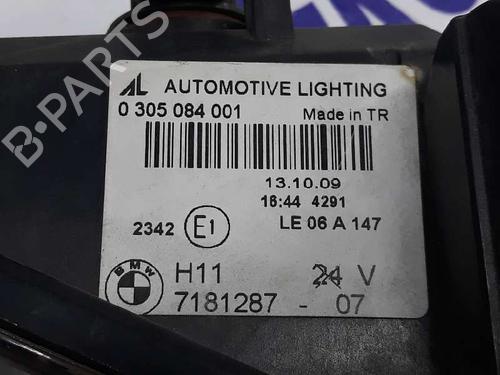 AL AUTOMOTIVE LIGHTING
0 305 084 001 Made in TR
13.10.09
16:44 4291
2342 E1 LE 06 A 147
BMW H11 24 V
7181287 - 07
B-PARTS